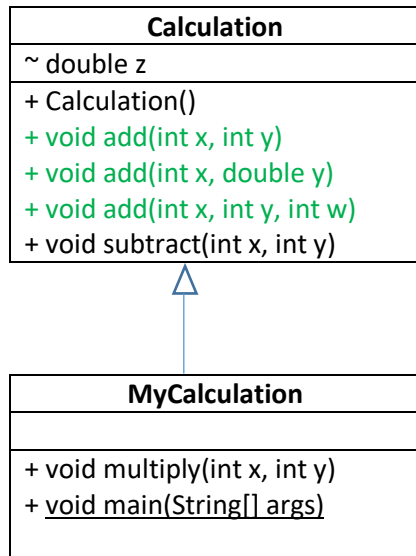 Calculation
~ double z
+ Calculation()
+ void add(int x, int y)
+ void add(int x, double y)
+ void add(int x, int y, int w)
+ void subtract(int x, int y)
MyCalculation
+ void multiply(int x, int y)
+ void main(String[] args)